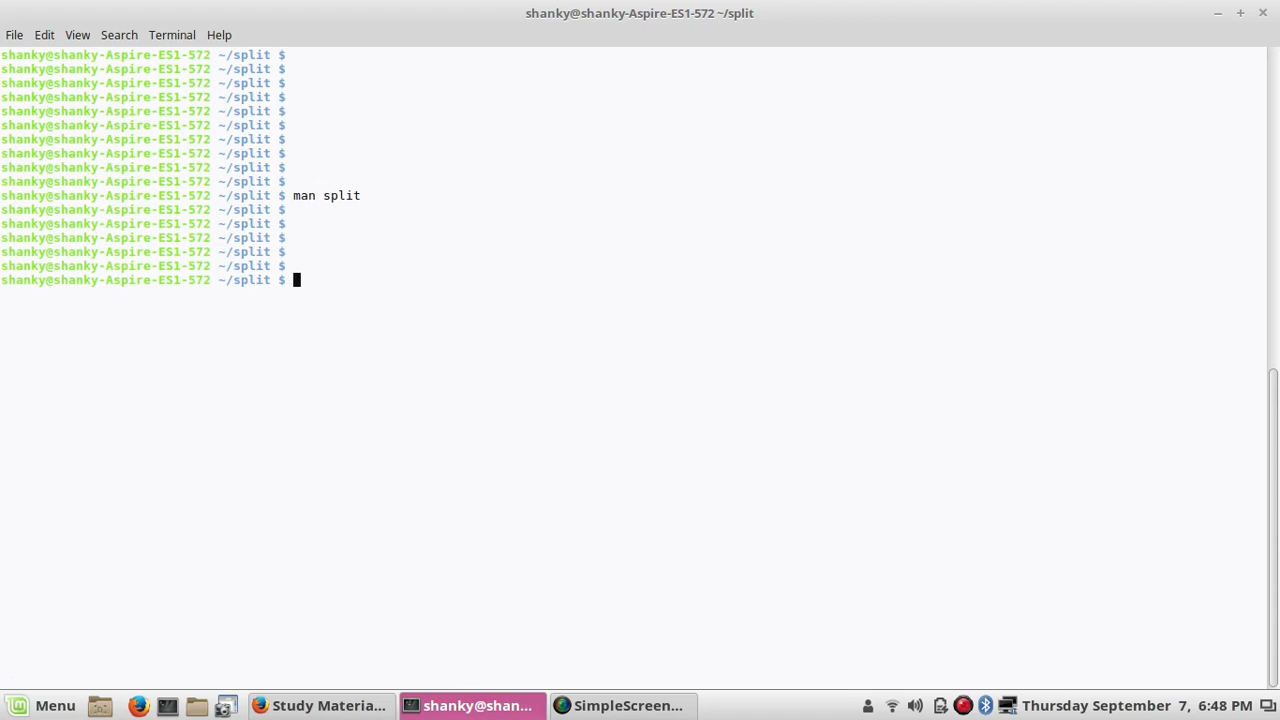 shanky@shanky-Aspire-ES1-572 ~/split
File Edit View Search Terminal Help
shanky@shanky-Aspire-ES1-572 ~/split $
shanky@shanky-Aspire-ES1-572 ~/split $
shanky@shanky-Aspire-ES1-572 ~/split $
shanky@shanky-Aspire-ES1-572 ~/split $
shanky@shanky-Aspire-ES1-572 ~/split $
shanky@shanky-Aspire-ES1-572 ~/split $
shanky@shanky-Aspire-ES1-572 ~/split $
shanky@shanky-Aspire-ES1-572 ~/split $
shanky@shanky-Aspire-ES1-572 ~/split $
shanky@shanky-Aspire-ES1-572 ~/split $
shanky@shanky-Aspire-ES1-572 ~/split $ man split
shanky@shanky-Aspire-ES1-572 ~/split $
shanky@shanky-Aspire-ES1-572 ~/split $
shanky@shanky-Aspire-ES1-572 ~/split $
shanky@shanky-Aspire-ES1-572 ~/split $
shanky@shanky-Aspire-ES1-572 ~/split $
shanky@shanky-Aspire-ES1-572 ~/split $
Menu Study Materia... shanky@shan... SimpleScreen... Thursday September 7, 6:48 PM